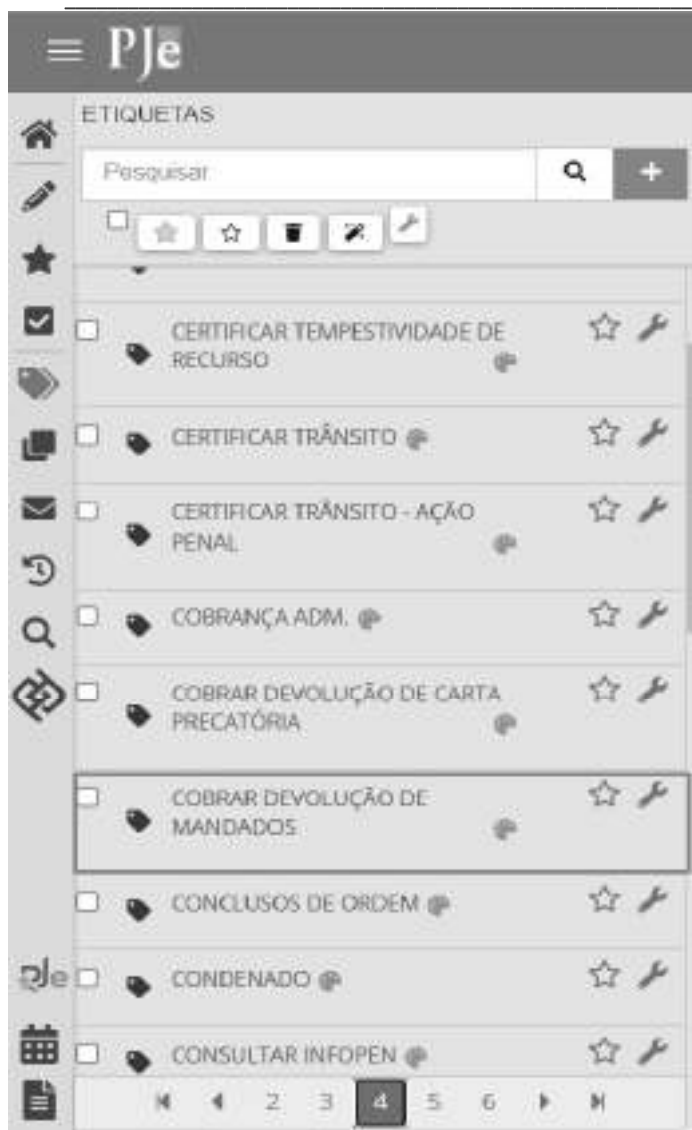 PJe
ETIQUETAS
Pesquisar
CERTIFICAR TEMPESTIVIDADE DE
RECURSO
CERTIFICAR TRÂNSITO
CERTIFICAR TRÂNSITO - AÇÃO
PENAL
COBRANÇA ADM.
COBRAR DEVOLUÇÃO DE CARTA
PRECATÓRIA
COBRAR DEVOLUÇÃO DE
MANDADOS
CONCLUSOS DE ORDEM
PJe
CONDENADO
CONSULTAR INFOPEN
2 3 4 5 6